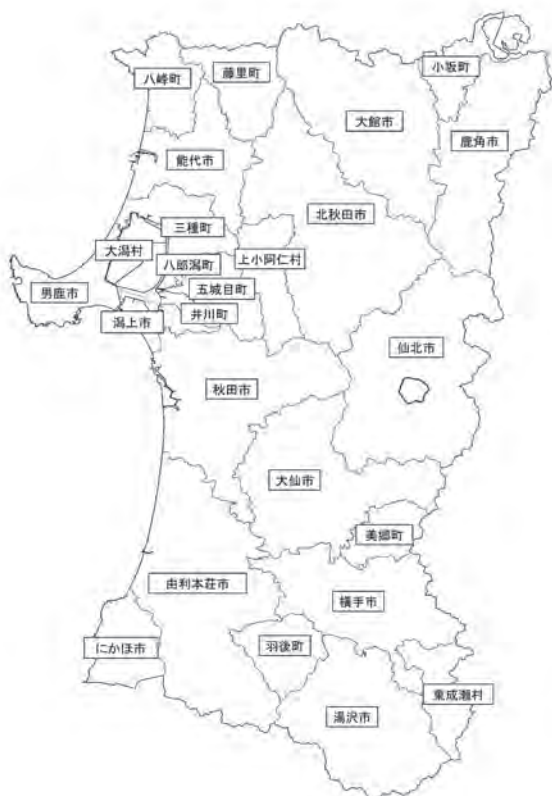 八峰町
藤里町
小坂町
大館市
鹿角市
能代市
北秋田市
三種町
大潟村
八郎潟町
上小阿仁村
男鹿市
五城目町
潟上市
井川町
仙北市
秋田市
大仙市
美郷町
由利本荘市
横手市
にかほ市
羽後町
東成瀬村
湯沢市